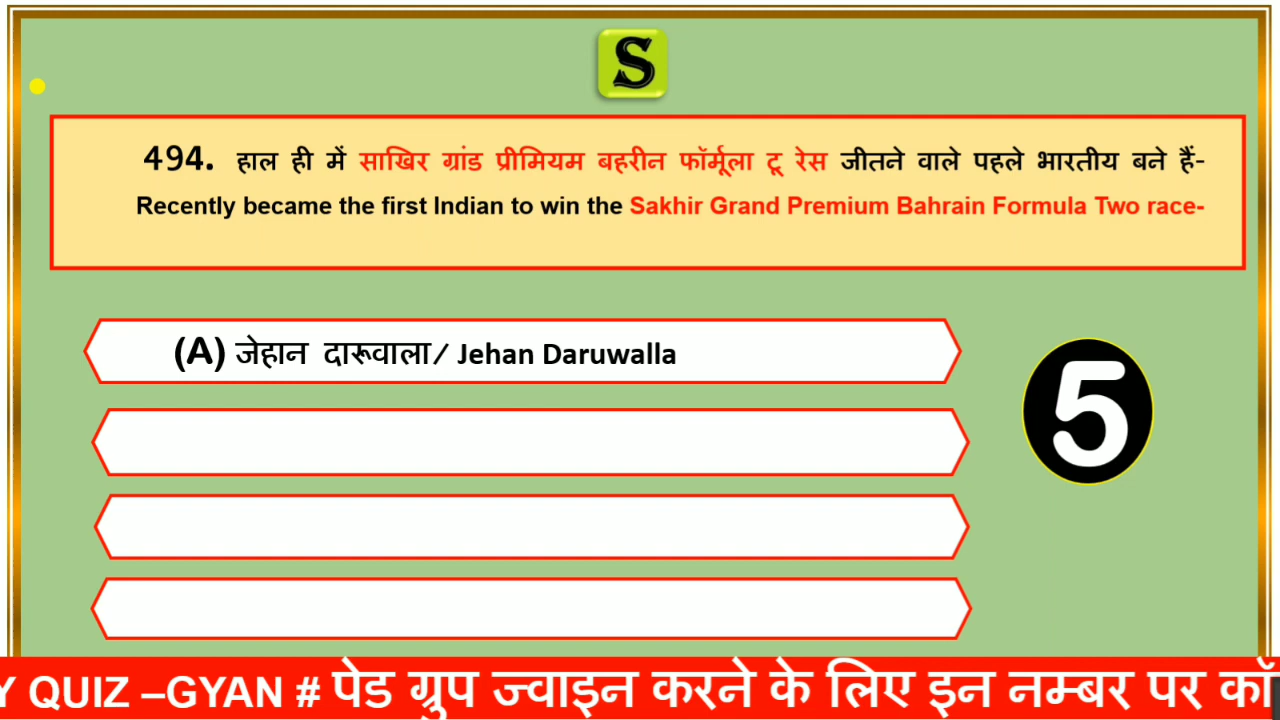 S
494. हाल ही में साखिर ग्रांड प्रीमियम बहरीन फॉर्मूला टू रेस जीतने वाले पहले भारतीय बने हैं-
Recently became the first Indian to win the Sakhir Grand Premium Bahrain Formula Two race-
(A) जेहान दारूवाला/ Jehan Daruwalla
5
Y QUIZ –GYAN # पेड ग्रुप ज्वाइन करने के लिए इन नम्बर पर कॉ